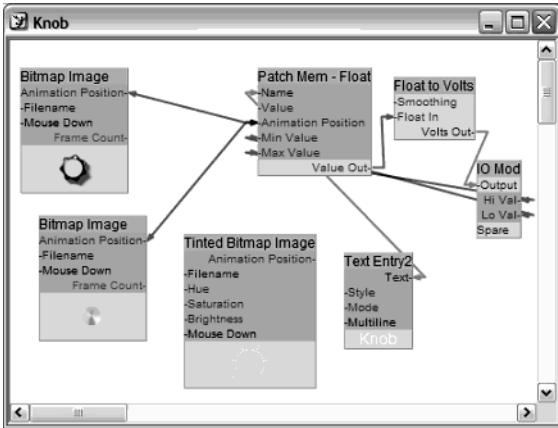 Knob
Bitmap Image
Animation Position-
-Filename
-Mouse Down
Frame Count-
Patch Mem - Float
-Name
-Value
-Animation Position
-Min Value
-Max Value
Value Out-
Float to Volts
-Smoothing
-Float In
Volts Out-
IO Mod
-Output
Hi Val-
Lo Val-
Spare
Bitmap Image
Animation Position-
-Filename
-Mouse Down
Frame Count-
Tinted Bitmap Image
Animation Position-
-Filename
-Hue
-Saturation
-Brightness
-Mouse Down
Text Entry2
Text-
-Style
-Mode
-Multiline
Knob